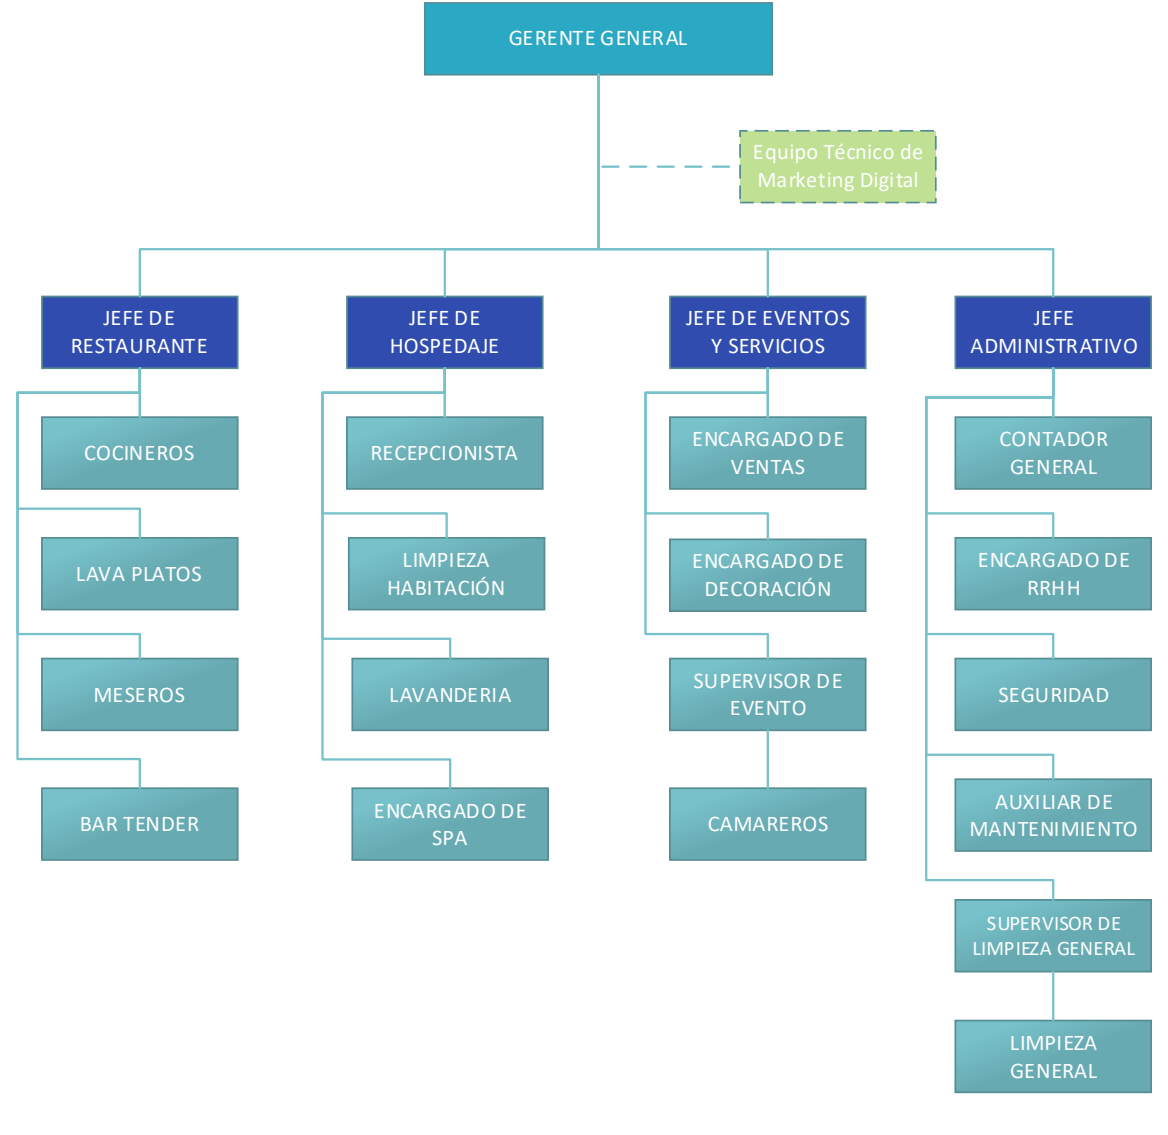 GERENTE GENERAL
Equipo Técnico de
Marketing Digital
JEFE DE
RESTAURANTE
JEFE DE
HOSPEDAJE
JEFE DE EVENTOS
Y SERVICIOS
JEFE
ADMINISTRATIVO
COCINEROS
RECEPCIONISTA
ENCARGADO DE
VENTAS
CONTADOR
GENERAL
LAVA PLATOS
LIMPIEZA
HABITACIÓN
ENCARGADO DE
DECORACIÓN
ENCARGADO DE
RRHH
MESEROS
LAVANDERIA
SUPERVISOR DE
EVENTO
SEGURIDAD
BAR TENDER
ENCARGADO DE
SPA
CAMAREROS
AUXILIAR DE
MANTENIMIENTO
SUPERVISOR DE
LIMPIEZA GENERAL
LIMPIEZA
GENERAL